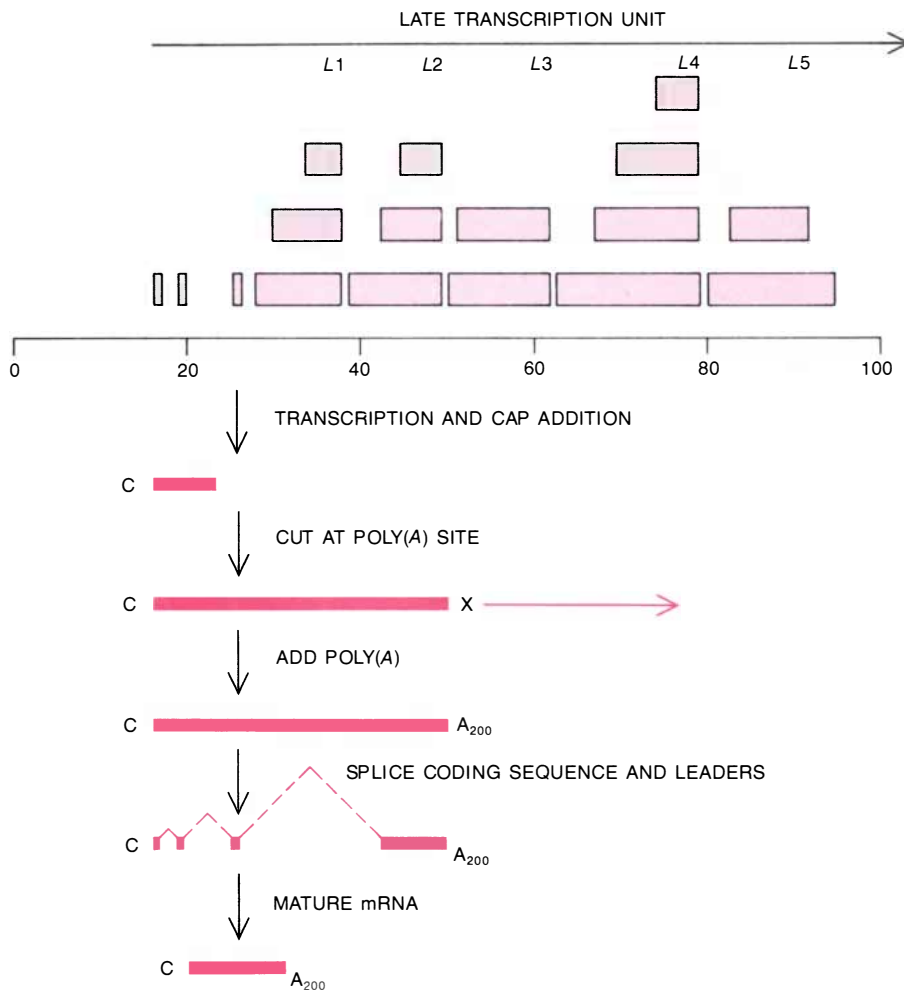 LATE TRANSCRIPTION UNIT
L1 L2 L3 L4 L5
0 20 40 60 80 100
TRANSCRIPTION AND CAP ADDITION
C
CUT AT POLY(A) SITE
C X
ADD POLY(A)
C A₂₀₀
SPLICE CODING SEQUENCE AND LEADERS
C A₂₀₀
MATURE mRNA
C A₂₀₀